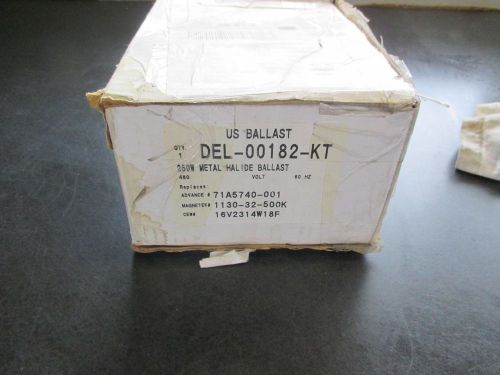 US BALLAST
QTY. DEL-00182-KT
1
250W METAL HALIDE BALLAST
480 VOLT 60 HZ
Replaces:
ADVANCE # 71A5740-001
MAGNETEK# 1130-32-500K
OEM# 16V2314W18F